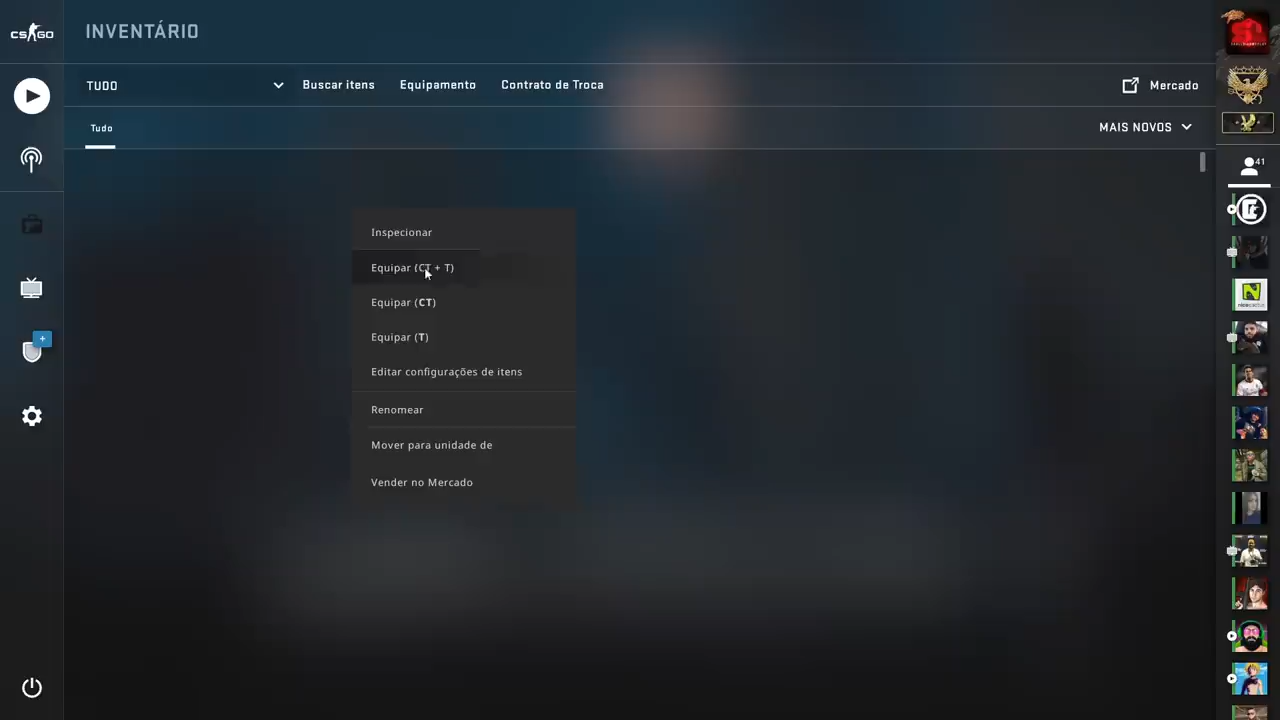 CS GO
INVENTÁRIO
TUDO
Buscar itens
Equipamento
Contrato de Troca
Mercado
Tudo
MAIS NOVOS
41
Inspecionar
Equipar (CT + T)
Equipar (CT)
Equipar (T)
+
Editar configurações de itens
Renomear
Mover para unidade de
Vender no Mercado